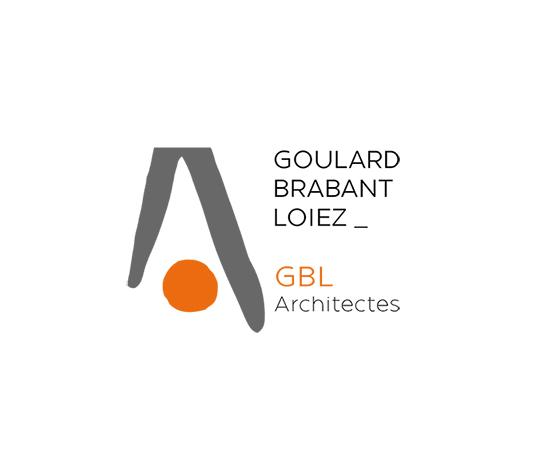 GOULARD
BRABANT
LOIEZ _
GBL
Architectes